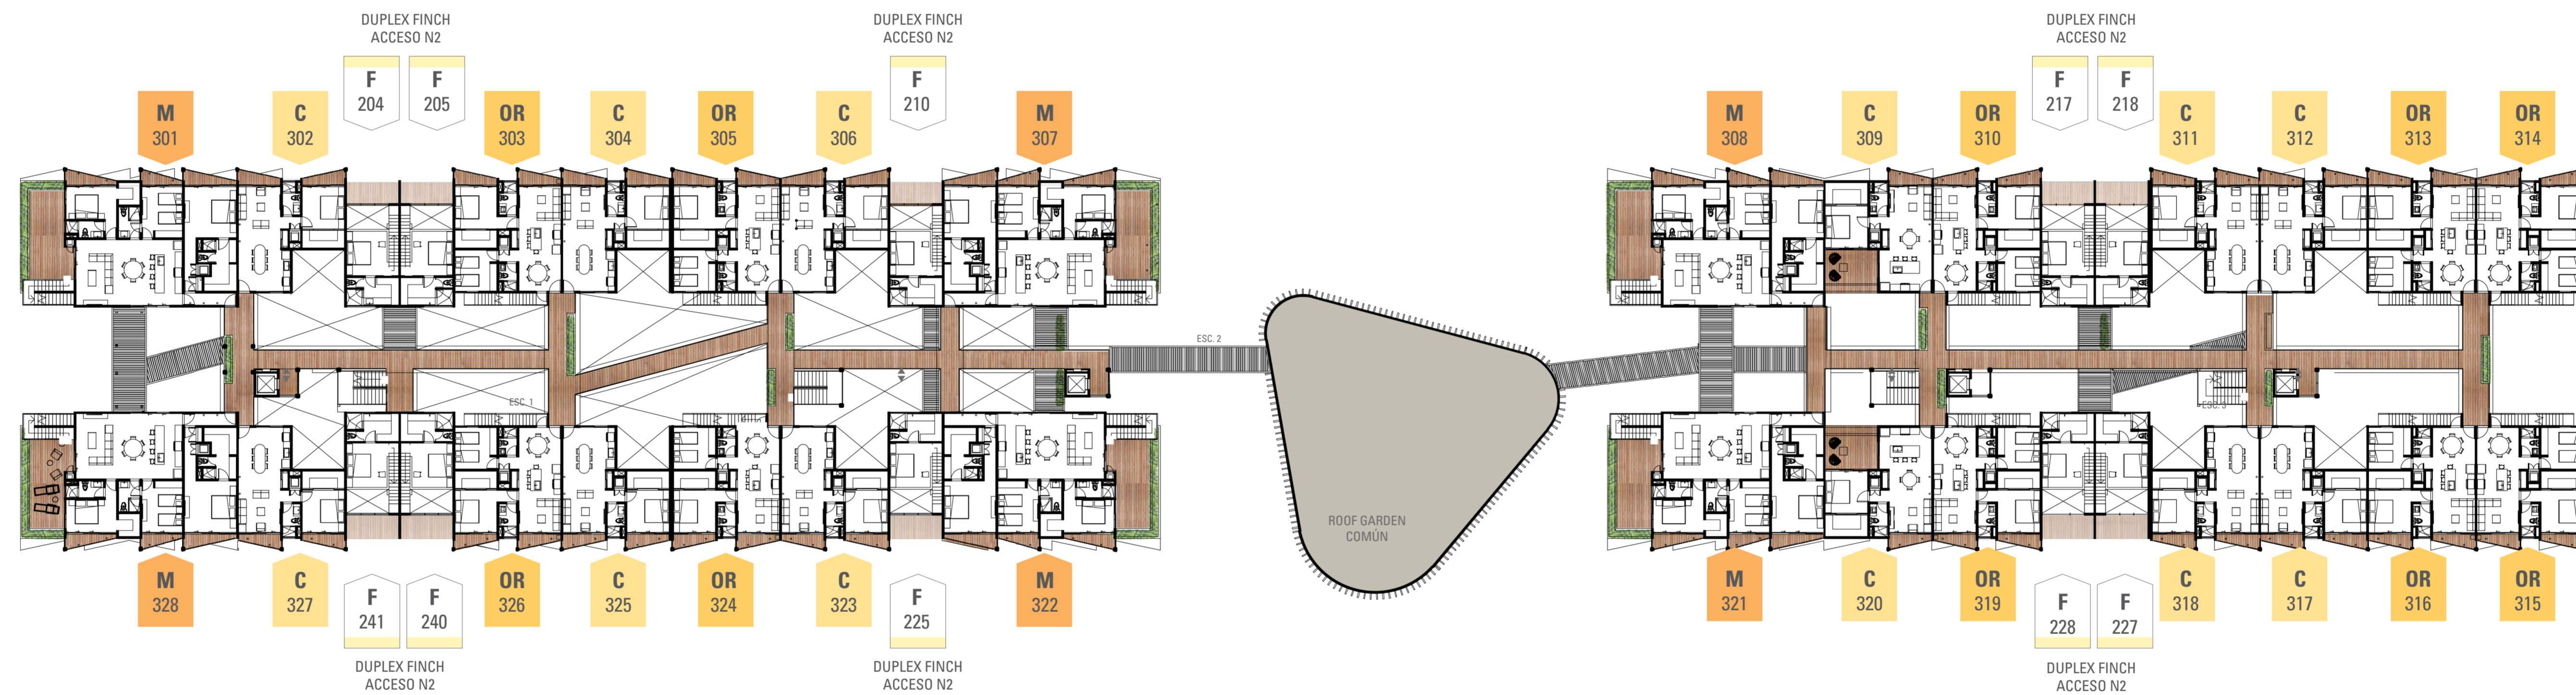 DUPLEX FINCH
ACCESO N2
DUPLEX FINCH
ACCESO N2
DUPLEX FINCH
ACCESO N2
F
204
F
205
F
210
F
217
F
218
M
301
C
302
OR
303
C
304
OR
305
C
306
M
307
M
308
C
309
OR
310
C
311
C
312
OR
313
OR
314
ESC. 2
ESC. 1
ESC. 3
ROOF GARDEN
COMÚN
M
328
C
327
F
241
F
240
OR
326
C
325
OR
324
C
323
F
225
M
322
M
321
C
320
OR
319
F
228
F
227
C
318
C
317
OR
316
OR
315
DUPLEX FINCH
ACCESO N2
DUPLEX FINCH
ACCESO N2
DUPLEX FINCH
ACCESO N2